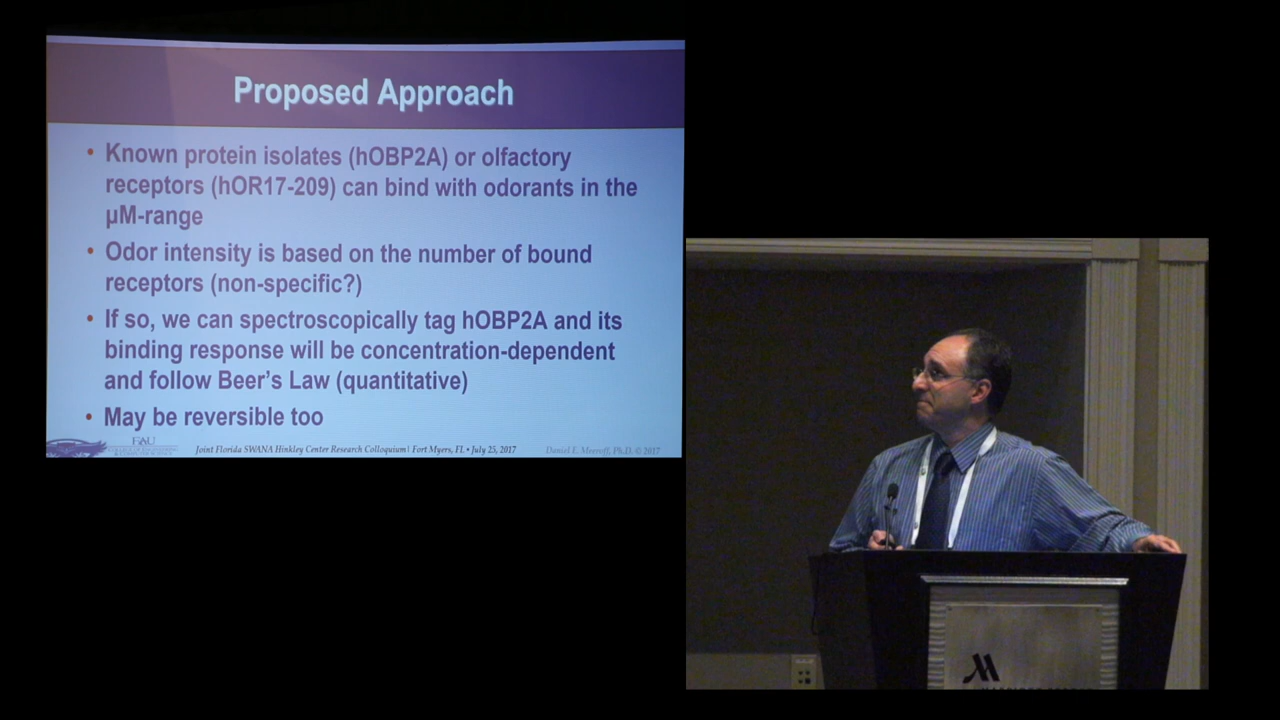 Proposed Approach
• Known protein isolates (hOBP2A) or olfactory
receptors (hOR17-209) can bind with odorants in the
µM-range
• Odor intensity is based on the number of bound
receptors (non-specific?)
• If so, we can spectroscopically tag hOBP2A and its
binding response will be concentration-dependent
and follow Beer's Law (quantitative)
• May be reversible too
FAU
Joint Florida SWANA Hinkley Center Research Colloquium| Fort Myers, FL • July 25, 2017
Daniel E. Meeroff, Ph.D. © 2017